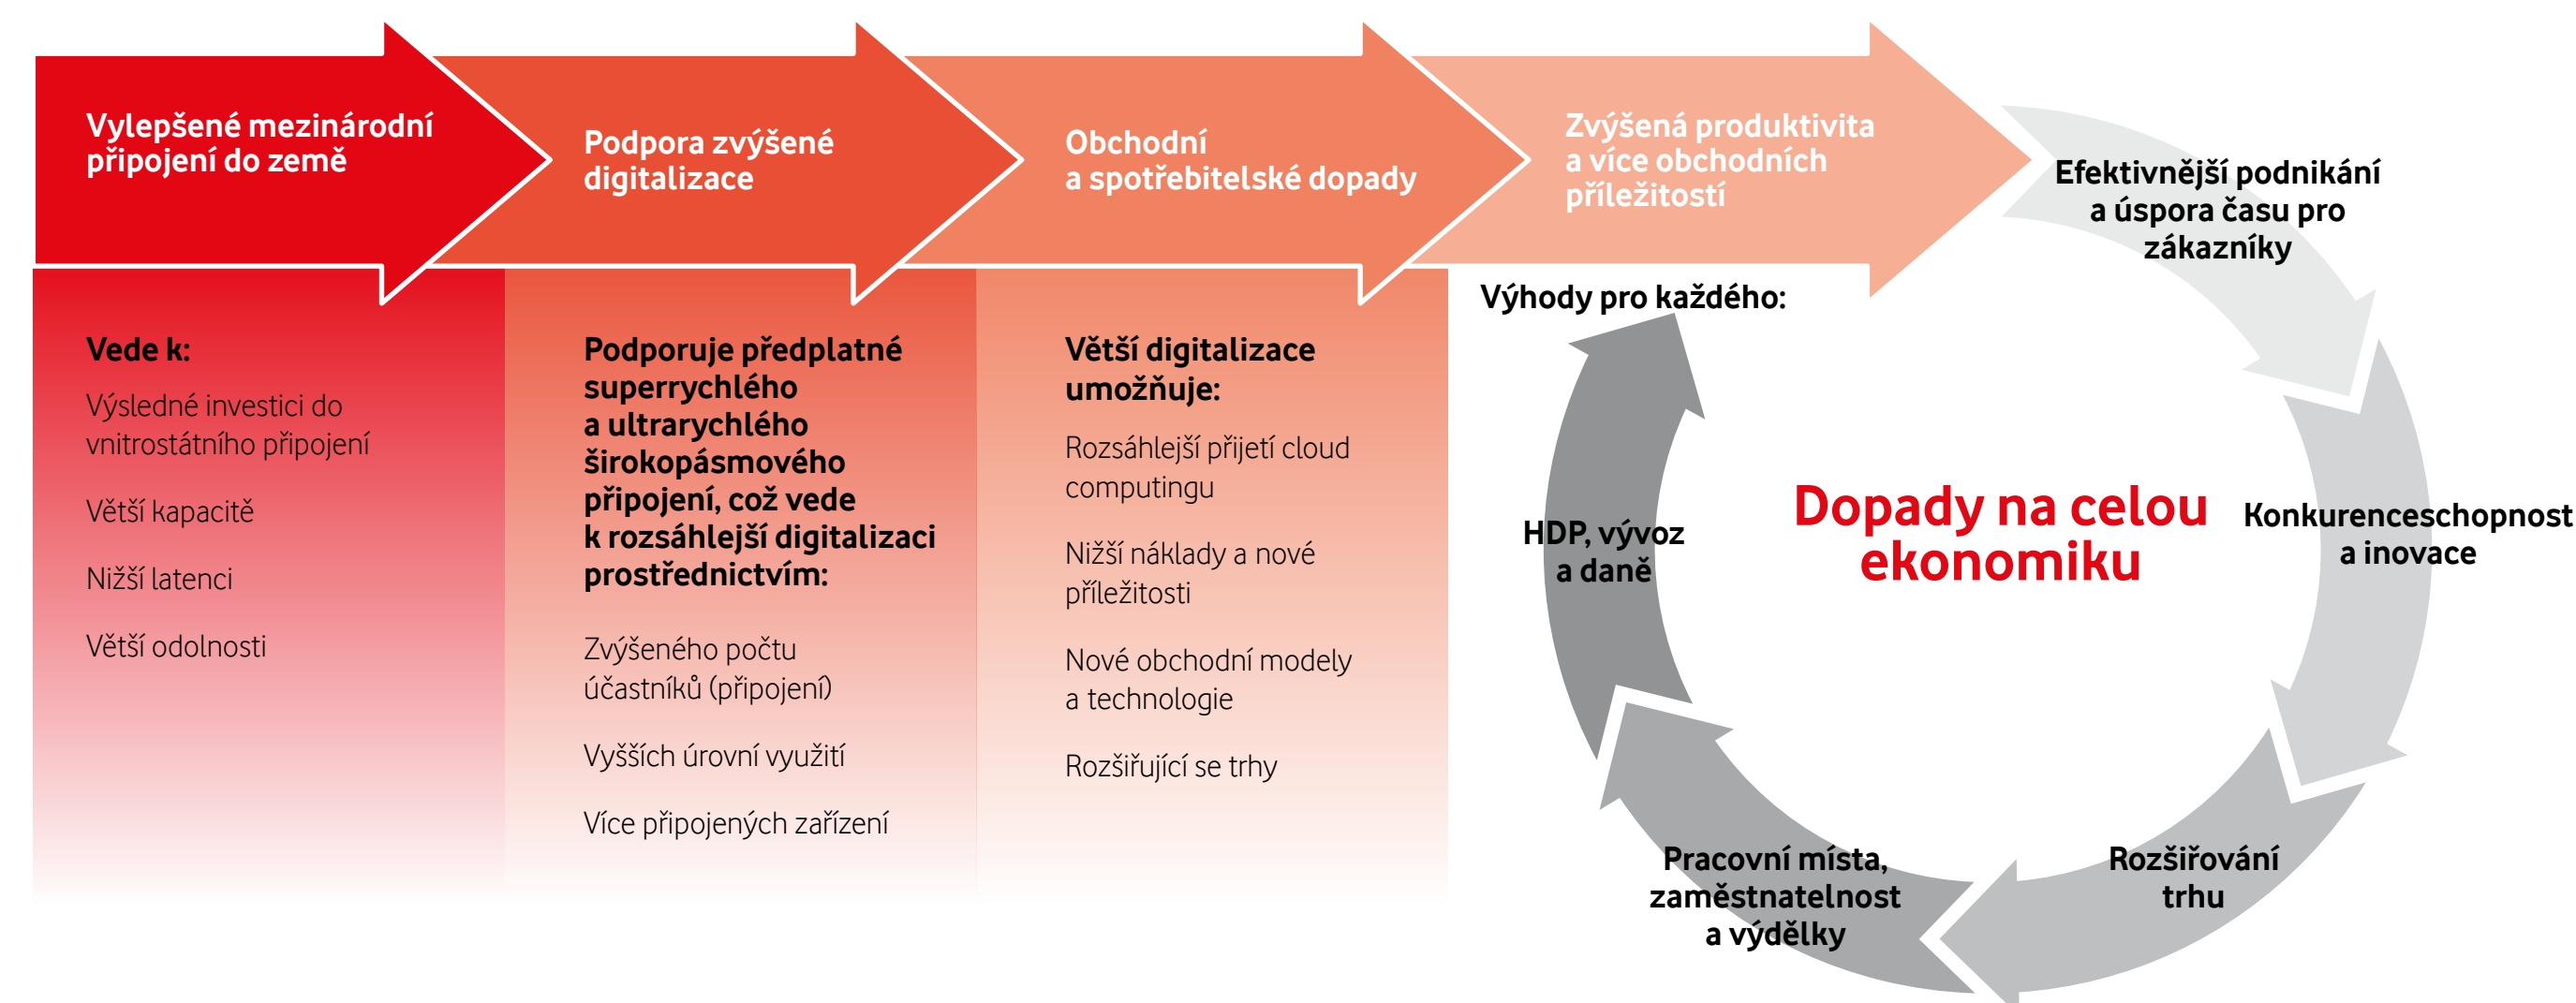 Vylepšené mezinárodní
připojení do země
Podpora zvýšené
digitalizace
Obchodní
a spotřebitelské dopady
Zvýšená produktivita
a více obchodních
příležitostí
Vede k:
Výsledné investici do
vnitrostátního připojení
Větší kapacitě
Nižší latenci
Větší odolnosti
Podporuje předplatné
superrychlého
a ultrarychlého
širokopásmového
připojení, což vede
k rozsáhlejší digitalizaci
prostřednictvím:
Zvýšeného počtu
účastníků (připojení)
Vyšších úrovní využití
Více připojených zařízení
Větší digitalizace
umožňuje:
Rozsáhlejší přijetí cloud
computingu
Nižší náklady a nové
příležitosti
Nové obchodní modely
a technologie
Rozšiřující se trhy
Výhody pro každého:
Efektivnější podnikání
a úspora času pro
zákazníky
Konkurenceschopnost
a inovace
Rozšiřování
trhu
Pracovní místa,
zaměstnatelnost
a výdělky
HDP, vývoz
a daně
Dopady na celou
ekonomiku